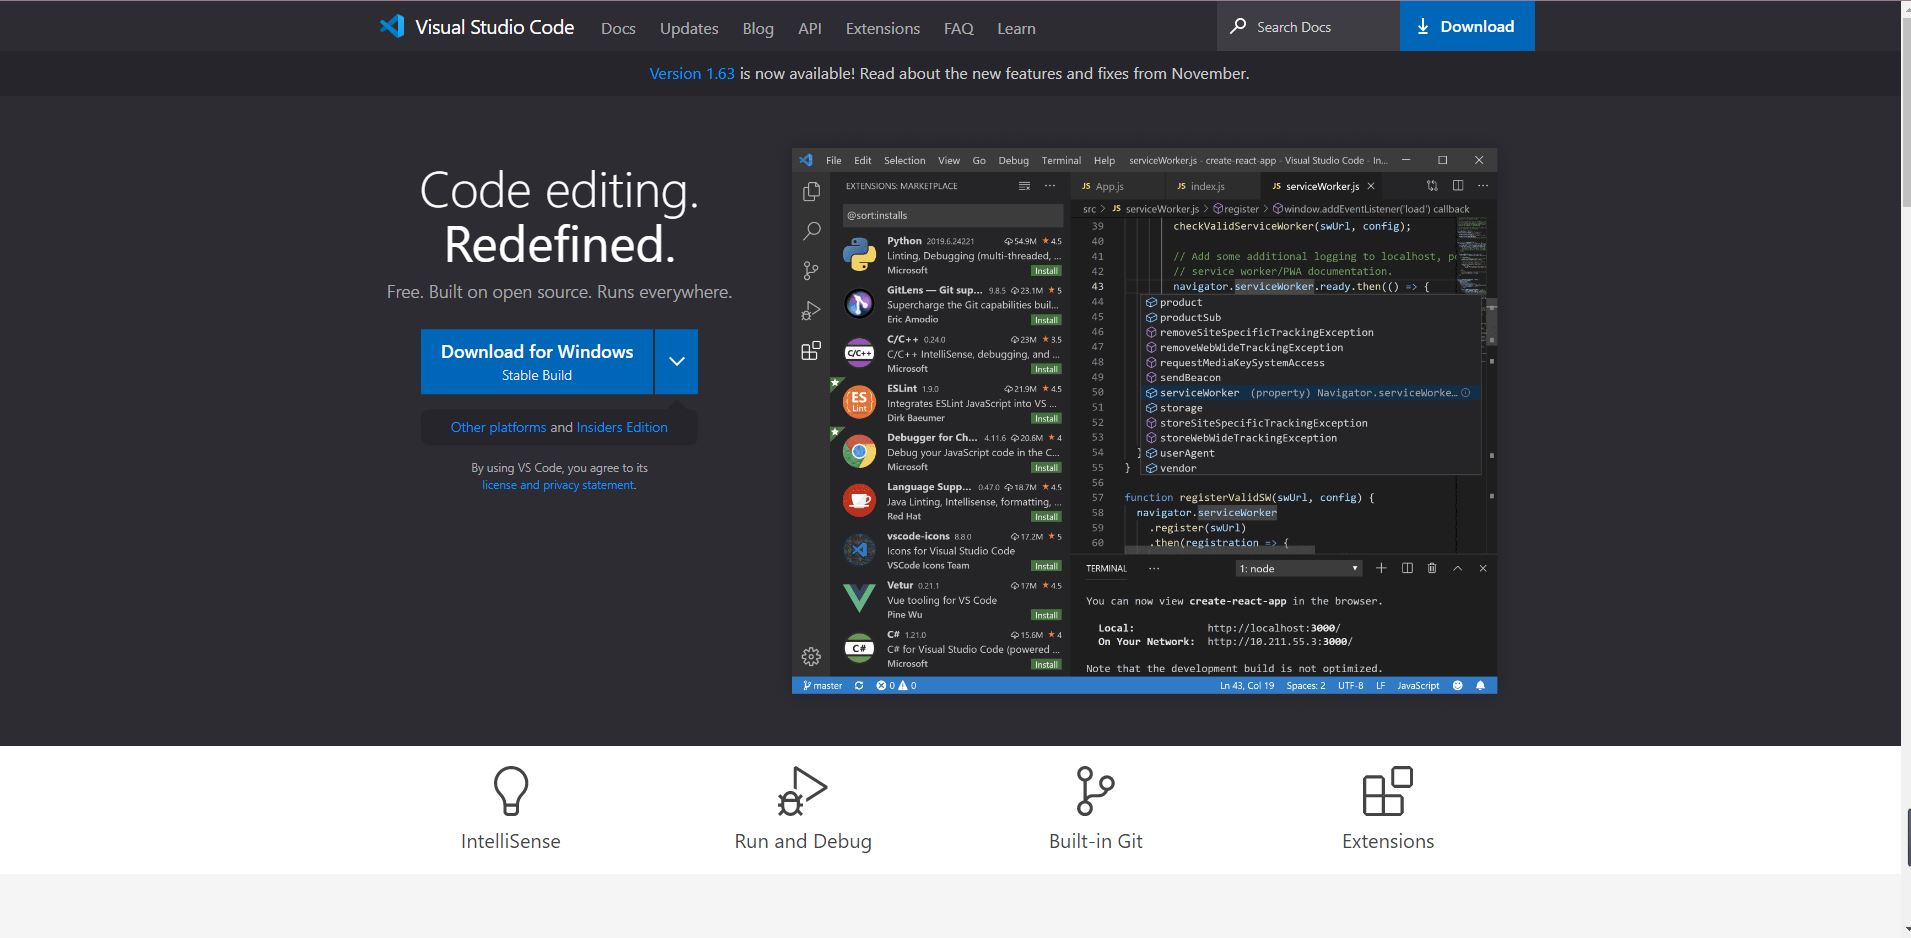 Visual Studio Code Docs Updates Blog API Extensions FAQ Learn Search Docs Download
Version 1.63 is now available! Read about the new features and fixes from November.
Code editing.
Redefined.
Free. Built on open source. Runs everywhere.
Download for Windows
Stable Build
Other platforms and Insiders Edition
By using VS Code, you agree to its
license and privacy statement.
File Edit Selection View Go Debug Terminal Help serviceWorker.js - create-react-app - Visual Studio Code - In...
EXTENSIONS: MARKETPLACE
@sort:installs
Python 2019.6.24221 54.9M 4.5
Linting, Debugging (multi-threaded, ...
Microsoft Install
GitLens — Git sup... 9.8.5 23.1M 5
Supercharge the Git capabilities buil...
Eric Amodio Install
C/C++ 0.24.0 23M 3.5
C/C++ IntelliSense, debugging, and ...
Microsoft Install
C/C++
ESLint 1.9.0 21.9M 4.5
Integrates ESLint JavaScript into VS ...
Dirk Baeumer Install
ES
Lint
Debugger for Ch... 4.11.6 20.6M 4
Debug your JavaScript code in the C...
Microsoft Install
Language Supp... 0.47.0 18.7M 4.5
Java Linting, Intellisense, formatting, ...
Red Hat Install
vscode-icons 8.8.0 17.2M 5
Icons for Visual Studio Code
VSCode Icons Team Install
Vetur 0.21.1 17M 4.5
Vue tooling for VS Code
Pine Wu Install
C# 1.21.0 15.6M 4
C# for Visual Studio Code (powered ...
Microsoft Install
C#
JS App.js JS index.js JS serviceWorker.js
src > JS serviceWorker.js > register > window.addEventListener('load') callback
39 checkValidServiceWorker(swUrl, config);
40
41 // Add some additional logging to localhost, p
42 // service worker/PWA documentation.
43 navigator.serviceWorker.ready.then(() => {
44 product
45 productSub
46 removeSiteSpecificTrackingException
47 removeWebWideTrackingException
48 requestMediaKeySystemAccess
49 sendBeacon
50 serviceWorker (property) Navigator.serviceWorke...
51 storage
52 storeSiteSpecificTrackingException
53 storeWebWideTrackingException
54 } userAgent
55 } vendor
56
57 function registerValidSW(swUrl, config) {
58 navigator.serviceWorker
59 .register(swUrl)
60 .then(registration => {
TERMINAL ... 1: node
You can now view create-react-app in the browser.
Local: http://localhost:3000/
On Your Network: http://10.211.55.3:3000/
Note that the development build is not optimized.
master 0 0 Ln 43, Col 19 Spaces: 2 UTF-8 LF JavaScript
IntelliSense Run and Debug Built-in Git Extensions